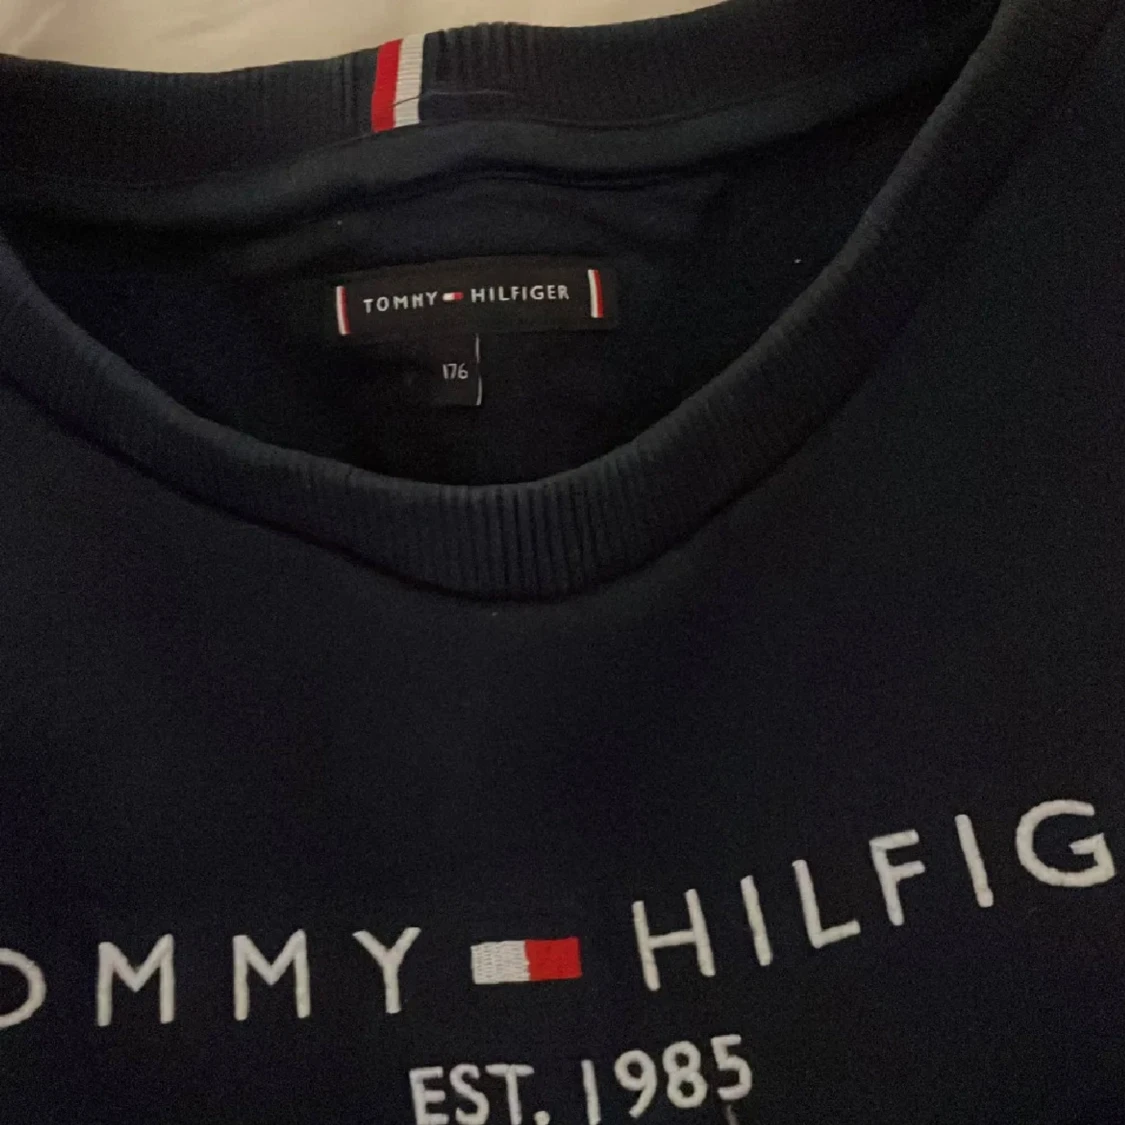 TOMMY HILFIGER
176
OMMY HILFIG
EST. 1985